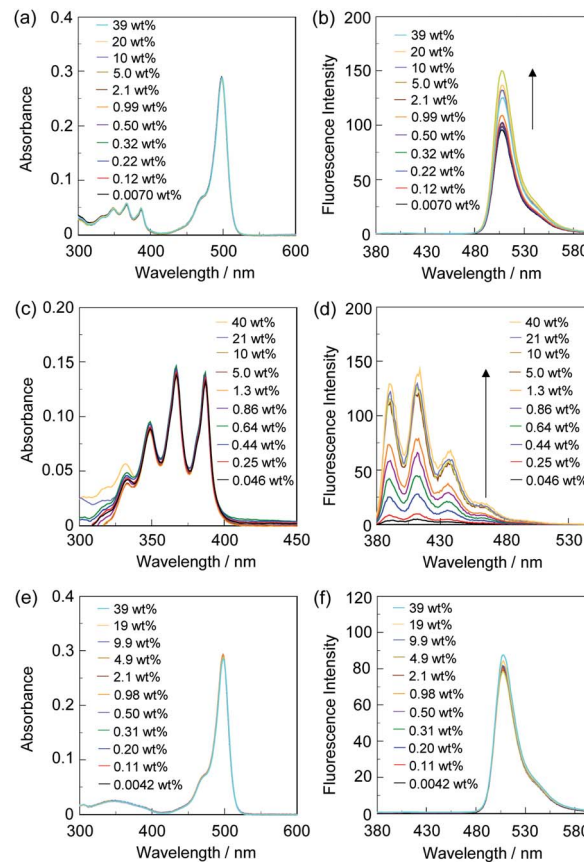 (a)
0.4
0.3
0.2
0.1
0
Absorbance
39 wt%
20 wt%
10 wt%
5.0 wt%
2.1 wt%
0.99 wt%
0.50 wt%
0.32 wt%
0.22 wt%
0.12 wt%
0.0070 wt%
300 400 500 600
Wavelength / nm
(b)
200
150
100
50
0
Fluorescence Intensity
39 wt%
20 wt%
10 wt%
5.0 wt%
2.1 wt%
0.99 wt%
0.50 wt%
0.32 wt%
0.22 wt%
0.12 wt%
0.0070 wt%
380 430 480 530 580
Wavelength / nm
(c)
0.20
0.15
0.10
0.05
0
Absorbance
40 wt%
21 wt%
10 wt%
5.0 wt%
1.3 wt%
0.86 wt%
0.64 wt%
0.44 wt%
0.25 wt%
0.046 wt%
300 350 400 450
Wavelength / nm
(d)
200
150
100
50
0
Fluorescence Intensity
40 wt%
21 wt%
10 wt%
5.0 wt%
1.3 wt%
0.86 wt%
0.64 wt%
0.44 wt%
0.25 wt%
0.046 wt%
380 430 480 530
Wavelength / nm
(e)
0.4
0.3
0.2
0.1
0
Absorbance
39 wt%
19 wt%
9.9 wt%
4.9 wt%
2.1 wt%
0.98 wt%
0.50 wt%
0.31 wt%
0.20 wt%
0.11 wt%
0.0042 wt%
300 400 500 600
Wavelength / nm
(f)
120
100
80
60
40
20
0
Fluorescence Intensity
39 wt%
19 wt%
9.9 wt%
4.9 wt%
2.1 wt%
0.98 wt%
0.50 wt%
0.31 wt%
0.20 wt%
0.11 wt%
0.0042 wt%
380 430 480 530 580
Wavelength / nm